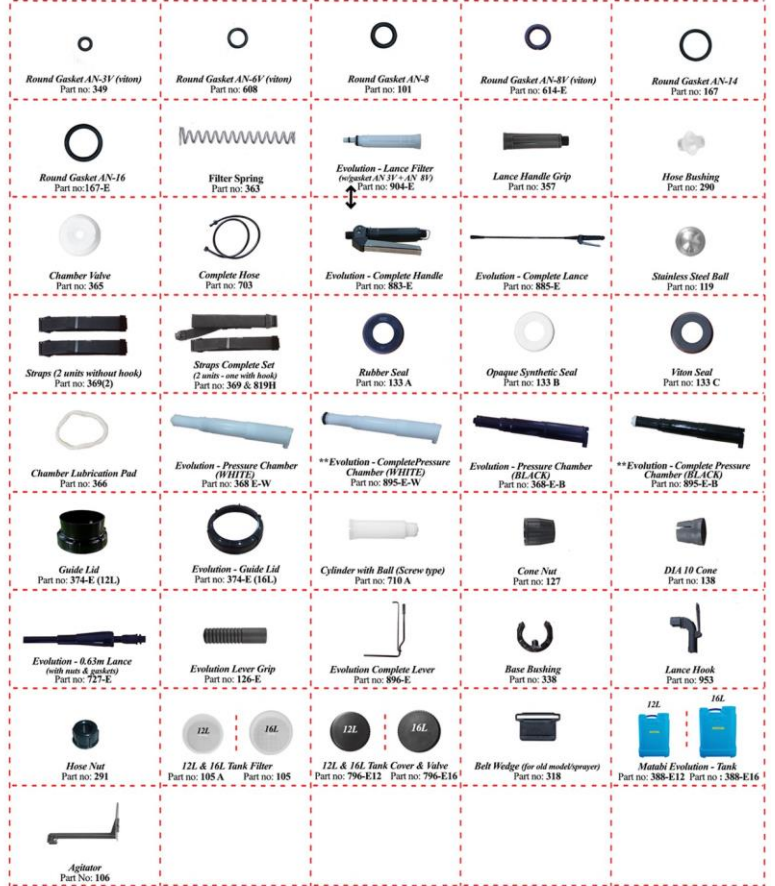 Round Gasket AN-3V (viton)
Part no: 349
Round Gasket AN-6V (viton)
Part no: 608
Round Gasket AN-8
Part no: 101
Round Gasket AN-8V (viton)
Part no: 614-E
Round Gasket AN-14
Part no: 167
Round Gasket AN-16
Part no:167-E
Filter Spring
Part no: 363
Evolution - Lance Filter
(w/gasket AN 3V + AN 8V)
Part no: 904-E
Lance Handle Grip
Part no: 357
Hose Bushing
Part no: 290
Chamber Valve
Part no: 365
Complete Hose
Part no: 703
Evolution - Complete Handle
Part no: 883-E
Evolution - Complete Lance
Part no: 885-E
Stainless Steel Ball
Part no: 119
Straps (2 units without hook)
Part no: 369(2)
Straps Complete Set
(2 units - one with hook)
Part no: 369 & 819H
Rubber Seal
Part no: 133 A
Opaque Synthetic Seal
Part no: 133 B
Viton Seal
Part no: 133 C
Chamber Lubrication Pad
Part no: 366
Evolution - Pressure Chamber
(WHITE)
Part no: 368 E-W
**Evolution - CompletePressure
Chamber (WHITE)
Part no: 895-E-W
Evolution - Pressure Chamber
(BLACK)
Part no: 368-E-B
**Evolution - Complete Pressure
Chamber (BLACK)
Part no: 895-E-B
Guide Lid
Part no: 374-E (12L)
Evolution - Guide Lid
Part no: 374-E (16L)
Cylinder with Ball (Screw type)
Part no: 710 A
Cone Nut
Part no: 127
DIA 10 Cone
Part no: 138
Evolution - 0.63m Lance
(with nuts & gaskets)
Part no: 727-E
Evolution Lever Grip
Part no: 126-E
Evolution Complete Lever
Part no: 896-E
Base Bushing
Part no: 338
Lance Hook
Part no: 953
Hose Nut
Part no: 291
12L 16L
12L & 16L Tank Filter
Part no: 105 A Part no: 105
12L 16L
12L & 16L Tank Cover & Valve
Part no: 796-E12 Part no: 796-E16
Belt Wedge (for old model/sprayer)
Part no: 318
12L 16L
Matabi Evolution - Tank
Part no: 388-E12 Part no : 388-E16
Agitator
Part No: 106